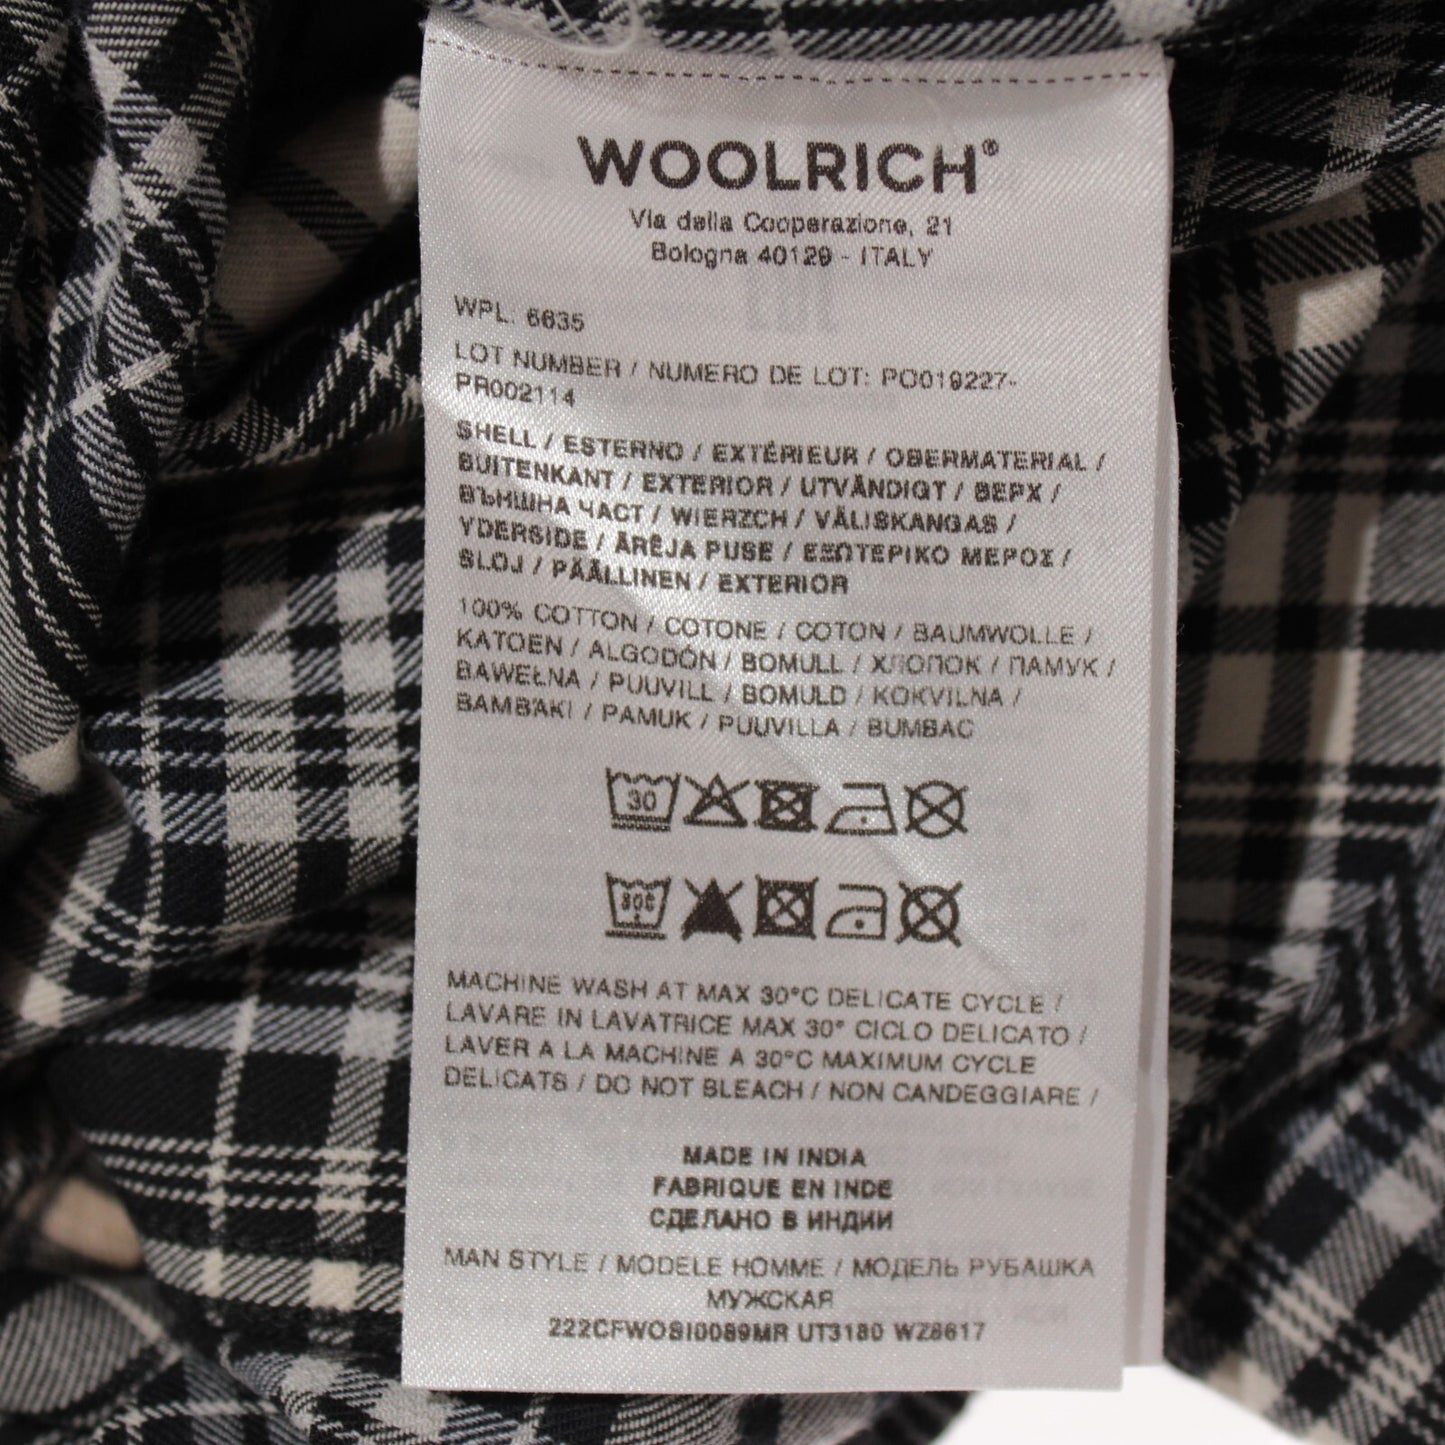 WOOLRICH®
Via della Cooperazione, 21
Bologna 40129 - ITALY
WPL: 6635
LOT NUMBER / NUMERO DE LOT: PO019227-
PR002114
SHELL / ESTERNO / EXTÉRIEUR / OBERMATERIAL /
BUITENKANT / EXTERIOR / UTVÄNDIGT / ВЕРХ /
ВЪНШНА ЧАСТ / WIERZCH / VÄLISKANGAS /
YDERSIDE / ĀRĒJA PUSE / ΕΞΩΤΕΡΙΚΟ ΜΕΡΟΣ /
SLOJ / PÄÄLLINEN / EXTERIOR
100% COTTON / COTONE / COTON / BAUMWOLLE /
KATOEN / ALGODÓN / BOMULL / ХЛОПОК / ПАМУК /
BAWEŁNA / PUUVILL / BOMULD / KOKVILNA /
ΒΑΜΒΆΚΙ / PAMUK / PUUVILLA / BUMBAC
30
MACHINE WASH AT MAX 30°C DELICATE CYCLE /
LAVARE IN LAVATRICE MAX 30° CICLO DELICATO /
LAVER A LA MACHINE A 30°C MAXIMUM CYCLE
DELICATS / DO NOT BLEACH / NON CANDEGGIARE /
MADE IN INDIA
FABRIQUE EN INDE
СДЕЛАНО В ИНДИИ
MAN STYLE / MODELE HOMME / МОДЕЛЬ РУБАШКА
МУЖСКАЯ
222CFWOSI0089MR UT3180 WZ8617